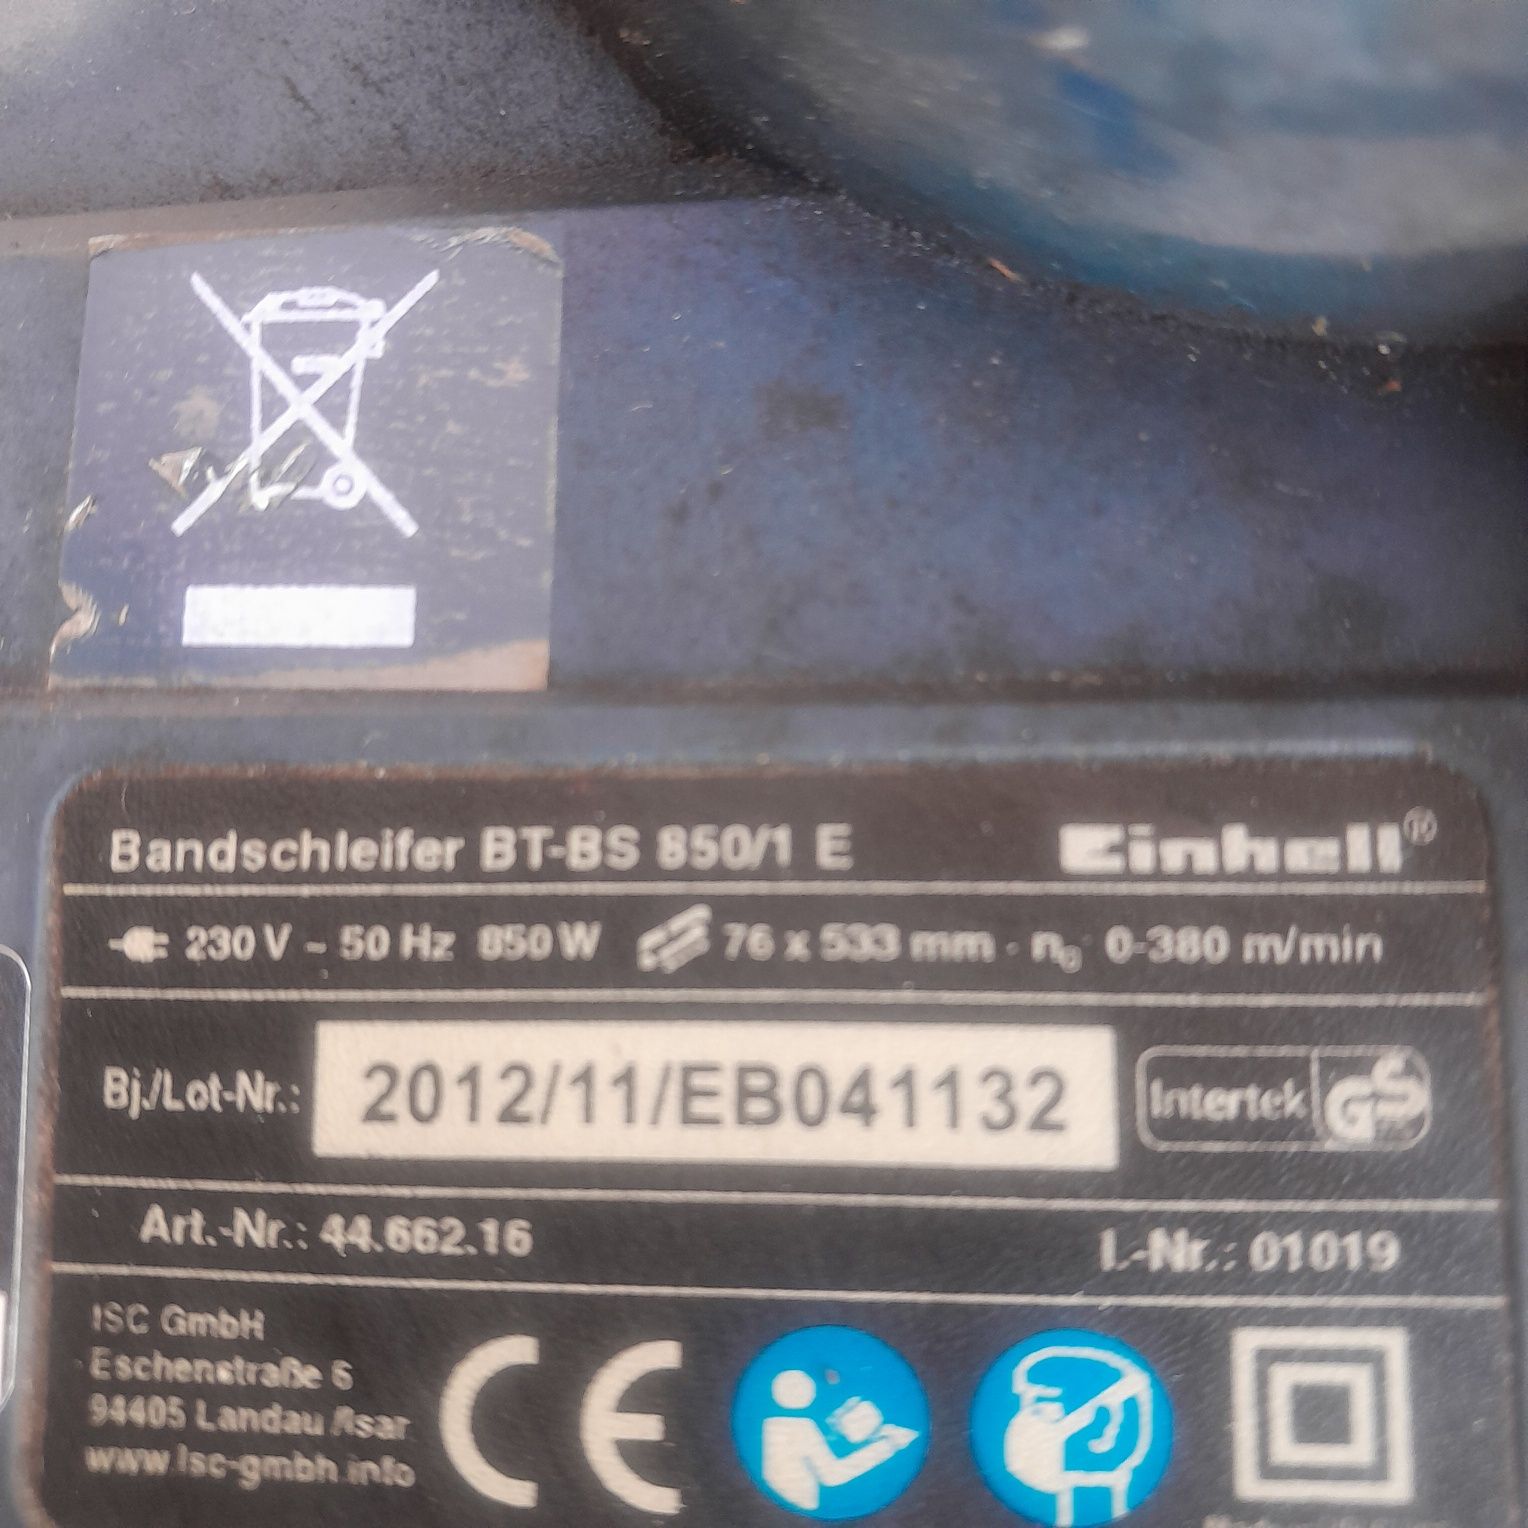 Bandschleifer BT-BS 850/1 E Einhell®
230 V ~ 50 Hz 850 W 76 x 533 mm · n₀ 0-380 m/min
Bj./Lot-Nr.: 2012/11/EB041132 Intertek GS
Art.-Nr.: 44.662.16 I.-Nr.: 01019
ISC GmbH
Eschenstraße 6
94405 Landau/Isar
www.isc-gmbh.info
CE